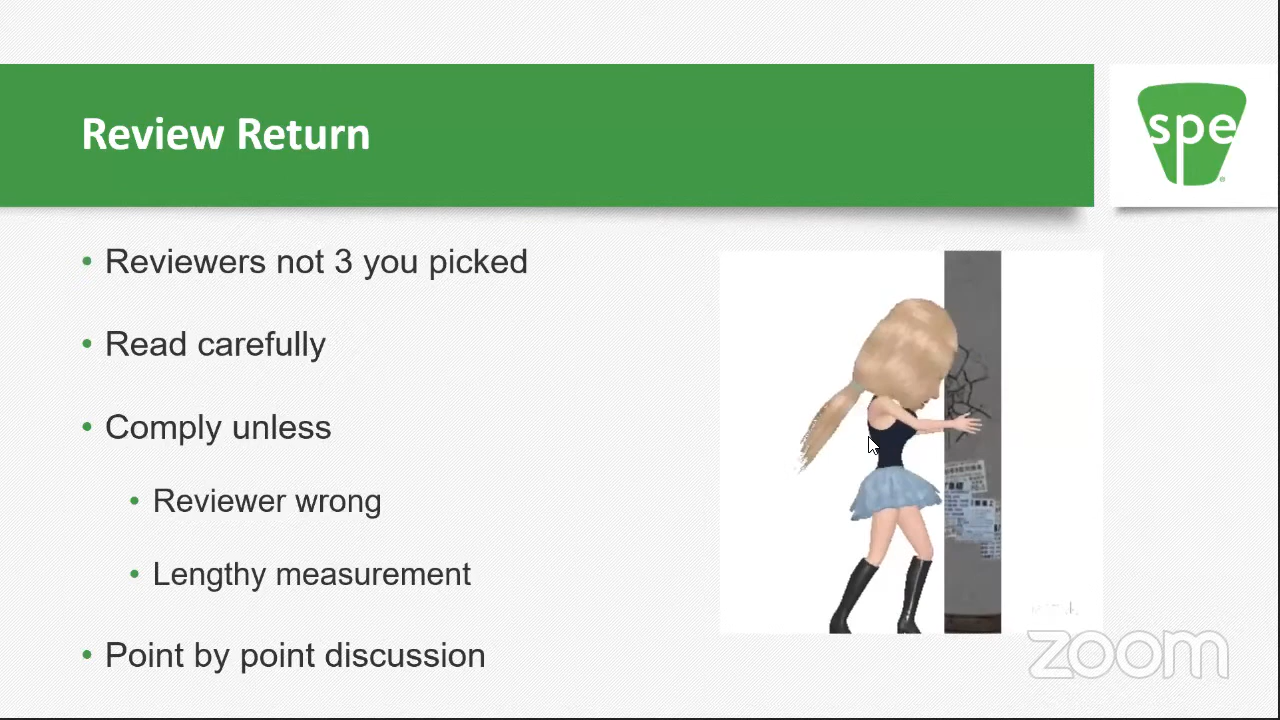 Review Return
spe
• Reviewers not 3 you picked
• Read carefully
• Comply unless
• Reviewer wrong
• Lengthy measurement
• Point by point discussion
zoom